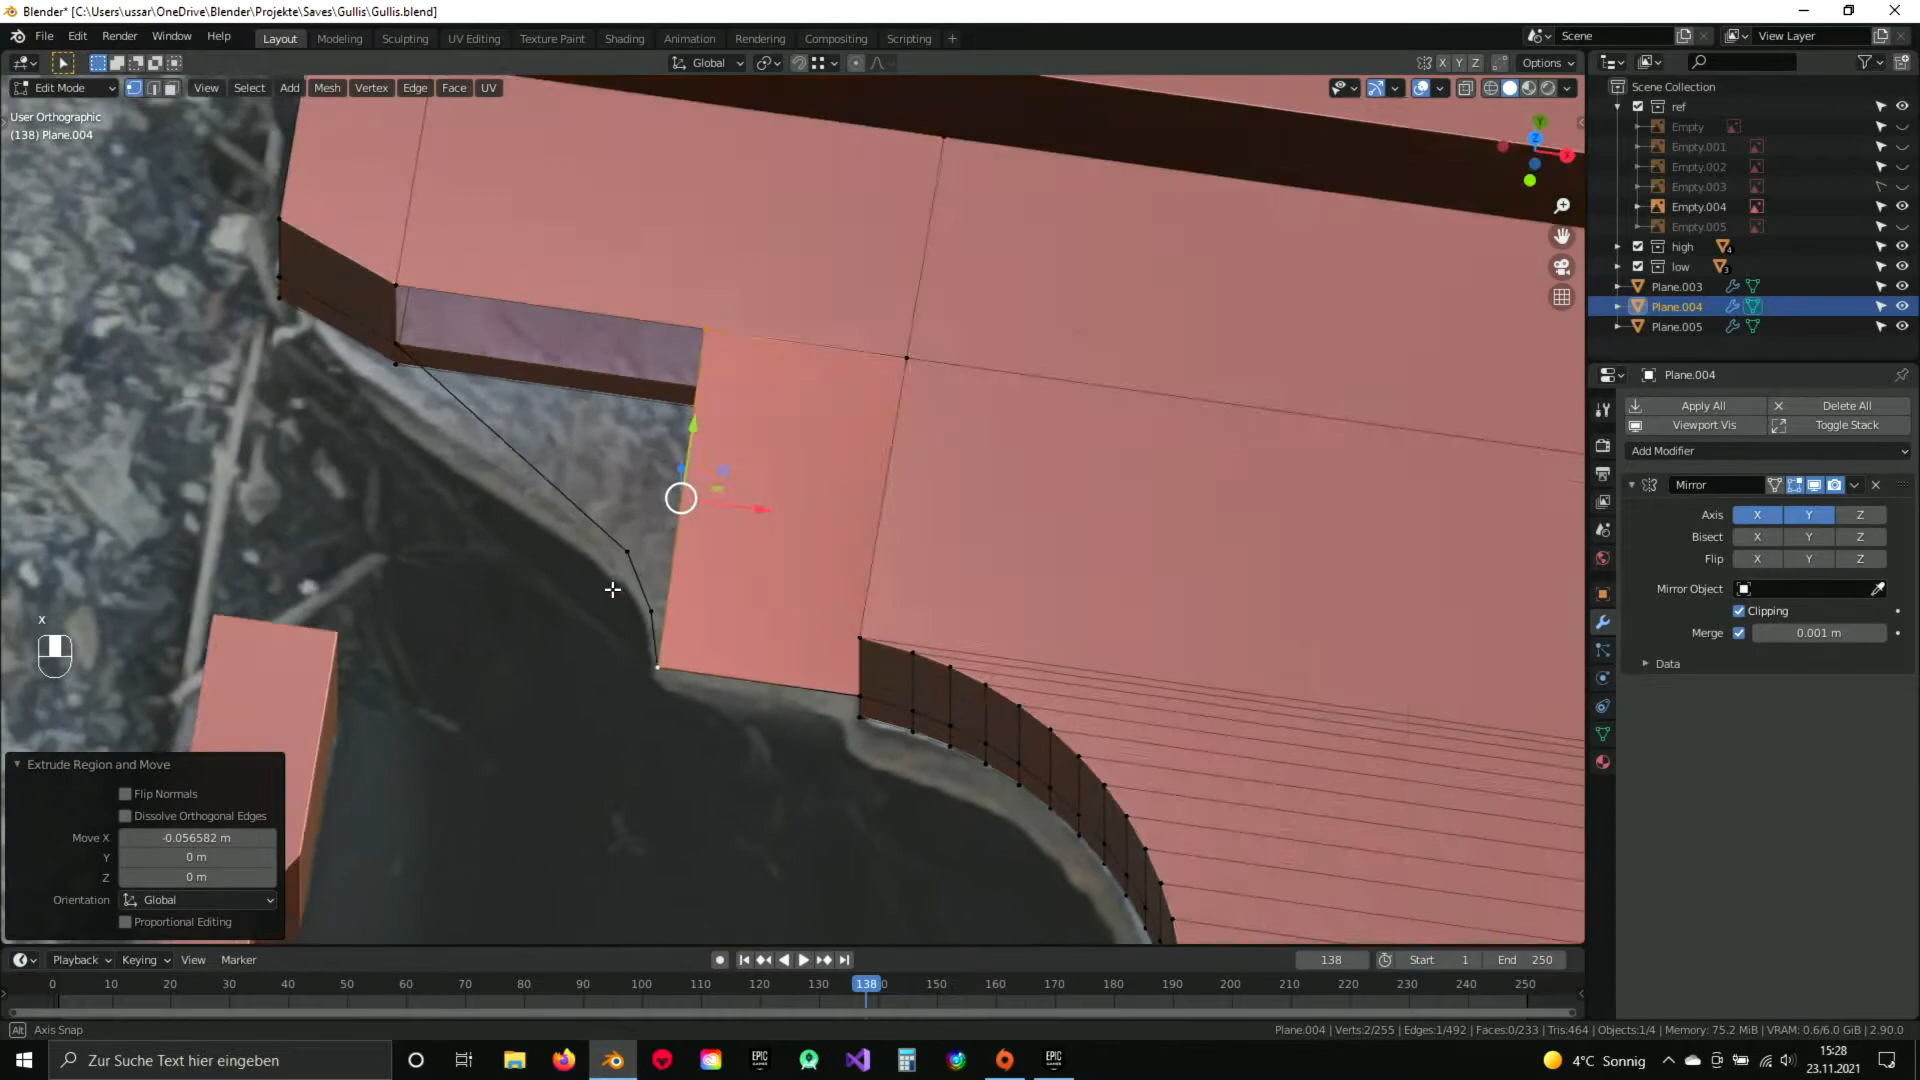 Blender* [C:\Users\ussar\OneDrive\Blender\Projekte\Saves\Gullis\Gullis.blend]
File Edit Render Window Help
Layout Modeling Sculpting UV Editing Texture Paint Shading Animation Rendering Compositing Scripting +
Scene
View Layer
Global
X Y Z
Options
Edit Mode
View Select Add Mesh Vertex Edge Face UV
User Orthographic
(138) Plane.004
Y
Z
X
Scene Collection
ref
Empty
Empty.001
Empty.002
Empty.003
Empty.004
Empty.005
high 4
low 3
Plane.003
Plane.004
Plane.005
Plane.004
Apply All
Delete All
Viewport Vis
Toggle Stack
Add Modifier
Mirror
Axis X Y Z
Bisect X Y Z
Flip X Y Z
Mirror Object
Clipping
Merge 0.001 m
Data
x
Extrude Region and Move
Flip Normals
Dissolve Orthogonal Edges
Move X -0.056582 m
Y 0 m
Z 0 m
Orientation Global
Proportional Editing
Playback Keying View Marker
138
Start 1
End 250
0 10 20 30 40 50 60 70 80 90 100 110 120 130 138 0 150 160 170 180 190 200 210 220 230 240 250
Alt Axis Snap
Plane.004 | Verts:2/255 | Edges:1/492 | Faces:0/233 | Tris:464 | Objects:1/4 | Memory: 75.2 MiB | VRAM: 0.6/6.0 GiB | 2.90.0
Zur Suche Text hier eingeben
EPIC GAMES
EPIC GAMES
4°C Sonnig
15:28
23.11.2021